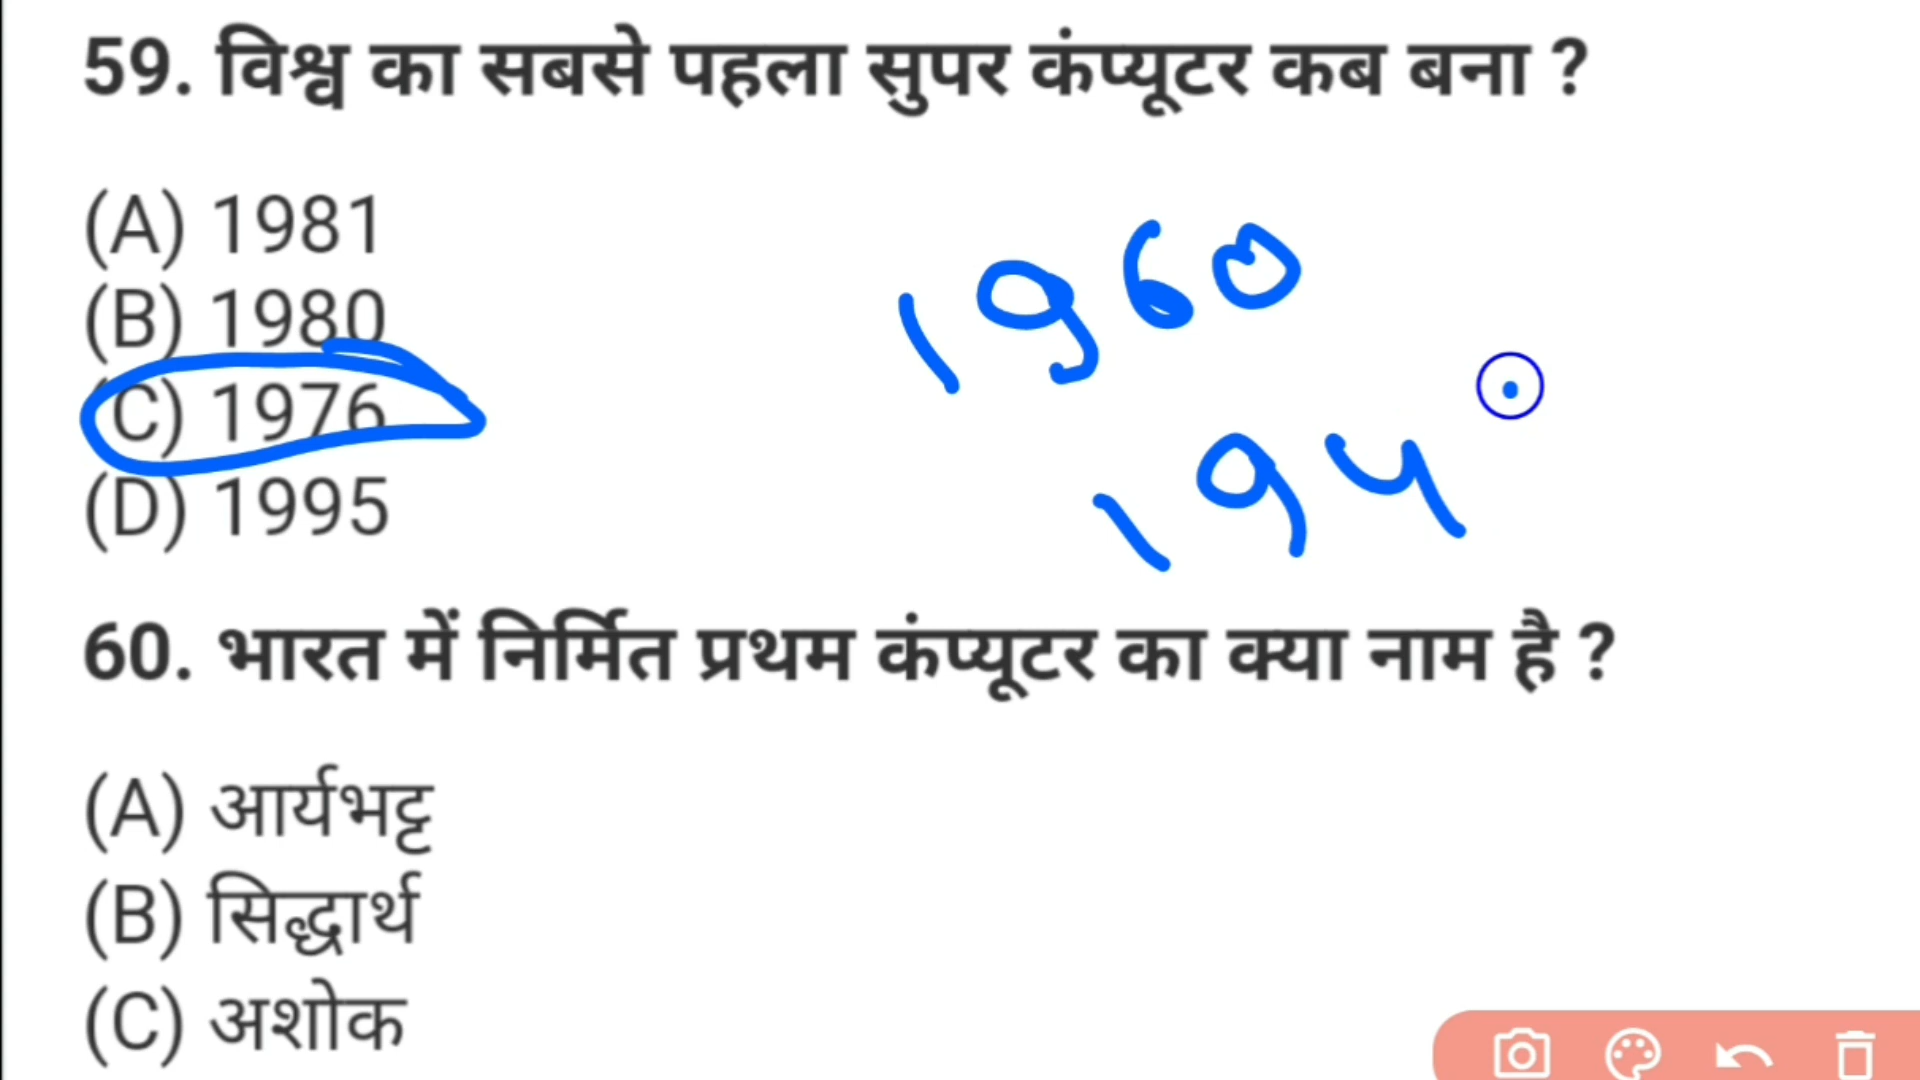 59. विश्व का सबसे पहला सुपर कंप्यूटर कब बना ?
(A) 1981
(B) 1980
(C) 1976
(D) 1995
1960
194
60. भारत में निर्मित प्रथम कंप्यूटर का क्या नाम है ?
(A) आर्यभट्ट
(B) सिद्धार्थ
(C) अशोक